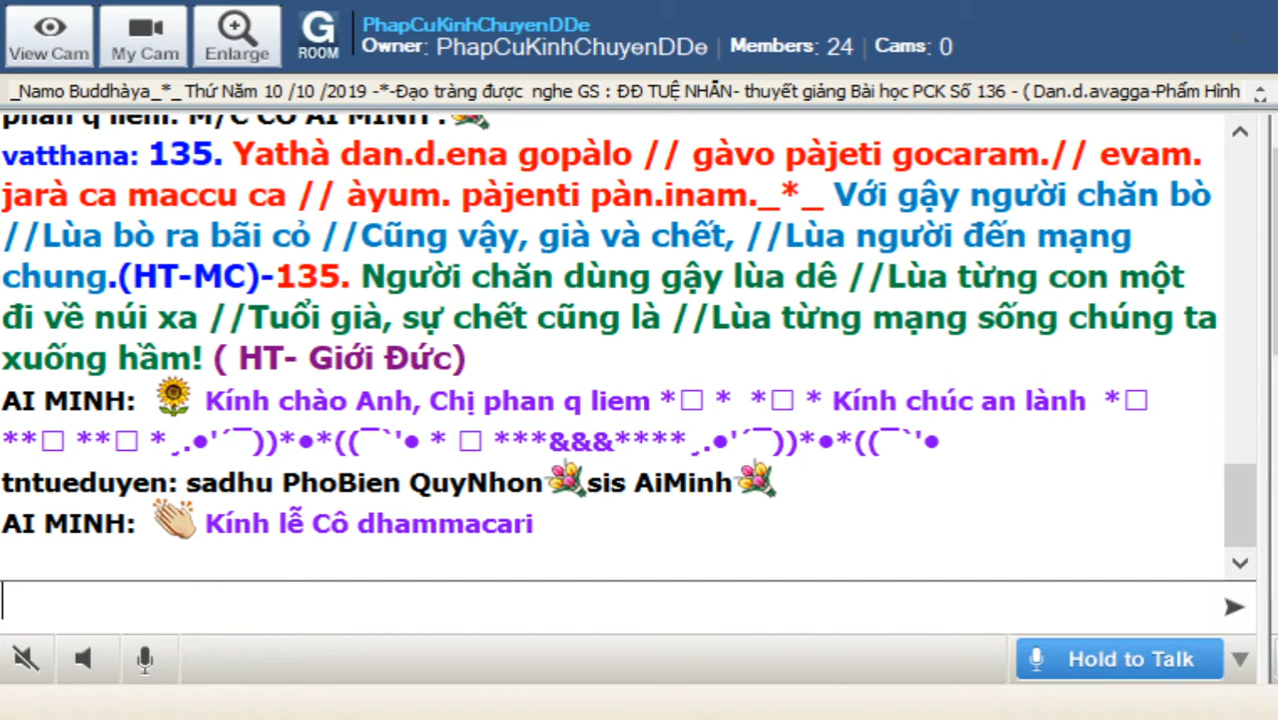 View Cam
My Cam
Enlarge
G
ROOM
PhapCuKinhChuyenDDe
Owner: PhapCuKinhChuyenDDe | Members: 24 | Cams: 0
_Namo Buddhàya_*_ Thứ Năm 10 /10 /2019 -*-Đạo tràng được nghe GS : ĐĐ TUỆ NHẪN- thuyết giảng Bài học PCK Số 136 - ( Dan.d.avagga-Phẩm Hình
phan q liem: M/C CÔ AI MINH :
vatthana: 135. Yathà dan.d.ena gopàlo // gàvo pàjeti gocaram.// evam.
jarà ca maccu ca // àyum. pàjenti pàn.inam._*_ Với gậy người chăn bò
//Lùa bò ra bãi cỏ //Cũng vậy, già và chết, //Lùa người đến mạng
chung.(HT-MC)-135. Người chăn dùng gậy lùa dê //Lùa từng con một
đi về núi xa //Tuổi già, sự chết cũng là //Lùa từng mạng sống chúng ta
xuống hầm! ( HT- Giới Đức)
AI MINH: Kính chào Anh, Chị phan q liem *□ * *□ * Kính chúc an lành *□
**□ **□ *¸.●'´¯))*●*((¯`'● * □ ***&&&****¸.●'´¯))*●*((¯`'●
tntueduyen: sadhu PhoBien QuyNhon sis AiMinh
AI MINH: Kính lễ Cô dhammacari
Hold to Talk